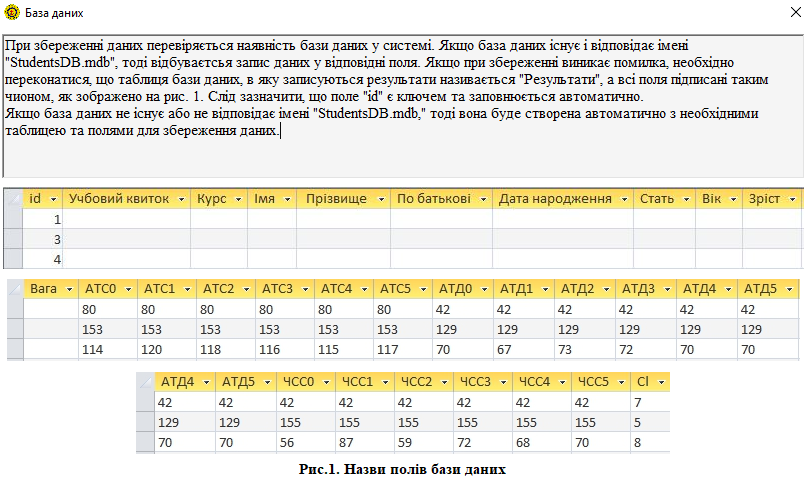 База даних
При збереженні даних перевіряється наявність бази даних у системі. Якщо база даних існує і відповідає імені
"StudentsDB.mdb", тоді відбуваєтсья запис даних у відповідні поля. Якщо при збереженні виникає помилка, необхідно
переконатися, що таблиця бази даних, в яку записуються результати називається "Результати", а всі поля підписані таким
чионом, як зображено на рис. 1. Слід зазначити, що поле "id" є ключем та заповнюється автоматично.
Якщо база даних не існує або не відповідає імені "StudentsDB.mdb," тоді вона буде створена автоматично з необхідними
таблицею та полями для збереження даних.
id Учбовий квиток Курс Імя Прізвище По батькові Дата народження Стать Вік Зріст
1
3
4
Вага АТС0 АТС1 АТС2 АТС3 АТС4 АТС5 АТД0 АТД1 АТД2 АТД3 АТД4 АТД5
80 80 80 80 80 80 42 42 42 42 42 42
153 153 153 153 153 153 129 129 129 129 129 129
114 120 118 116 115 117 70 67 73 72 70 70
АТД4 АТД5 ЧСС0 ЧСС1 ЧСС2 ЧСС3 ЧСС4 ЧСС5 Cl
42 42 42 42 42 42 42 42 7
129 129 155 155 155 155 155 155 5
70 70 56 87 59 72 68 70 8
Рис.1. Назви полів бази даних